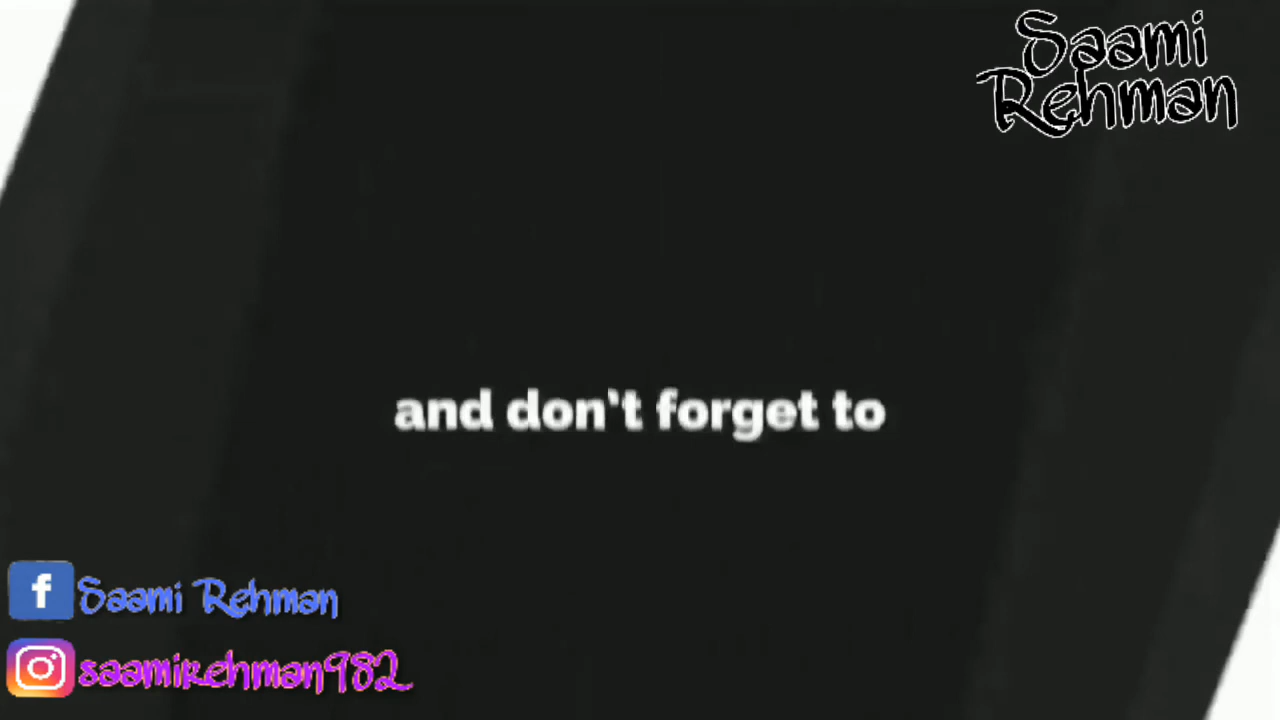 Saami
Rehman
and don't forget to
f Saami Rehman
saamirehman982